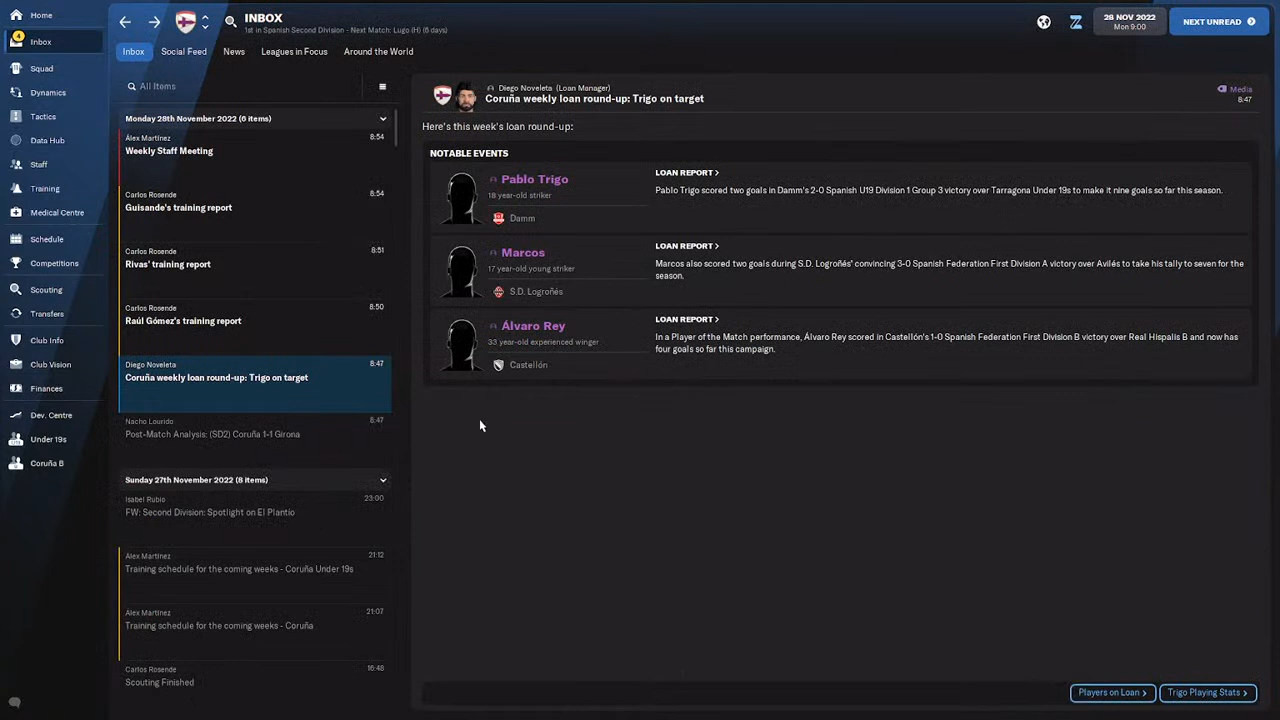 Home
4
Inbox
Squad
Dynamics
Tactics
Data Hub
Staff
Training
Medical Centre
Schedule
Competitions
Scouting
Transfers
Club Info
Club Vision
Finances
Dev. Centre
Under 19s
Coruña B
INBOX
1st in Spanish Second Division - Next Match: Lugo (H) (6 days)
28 NOV 2022
Mon 9:00
NEXT UNREAD
Inbox
Social Feed
News
Leagues in Focus
Around the World
All Items
Monday 28th November 2022 (6 items)
Álex Martínez
8:54
Weekly Staff Meeting
Carlos Rosende
8:54
Guisande's training report
Carlos Rosende
8:51
Rivas' training report
Carlos Rosende
8:50
Raúl Gómez's training report
Diego Noveleta
8:47
Coruña weekly loan round-up: Trigo on target
Nacho Lourido
8:47
Post-Match Analysis: (SD2) Coruña 1-1 Girona
Sunday 27th November 2022 (8 items)
Isabel Rubio
23:00
FW: Second Division: Spotlight on El Plantío
Álex Martínez
21:12
Training schedule for the coming weeks - Coruña Under 19s
Álex Martínez
21:07
Training schedule for the coming weeks - Coruña
Carlos Rosende
16:48
Scouting Finished
Diego Noveleta (Loan Manager)
Coruña weekly loan round-up: Trigo on target
Media
8:47
Here's this week's loan round-up:
NOTABLE EVENTS
Pablo Trigo
18 year-old striker
Damm
LOAN REPORT >
Pablo Trigo scored two goals in Damm's 2-0 Spanish U19 Division 1 Group 3 victory over Tarragona Under 19s to make it nine goals so far this season.
Marcos
17 year-old young striker
S.D. Logroñés
LOAN REPORT >
Marcos also scored two goals during S.D. Logroñés' convincing 3-0 Spanish Federation First Division A victory over Avilés to take his tally to seven for the
season.
Álvaro Rey
33 year-old experienced winger
Castellón
LOAN REPORT >
In a Player of the Match performance, Álvaro Rey scored in Castellón's 1-0 Spanish Federation First Division B victory over Real Hispalis B and now has
four goals so far this campaign.
Players on Loan >
Trigo Playing Stats >